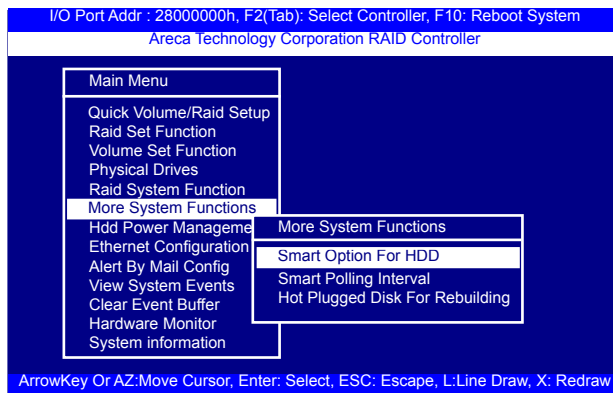 I/O Port Addr : 28000000h, F2(Tab): Select Controller, F10: Reboot System
Areca Technology Corporation RAID Controller
Main Menu
Quick Volume/Raid Setup
Raid Set Function
Volume Set Function
Physical Drives
Raid System Function
More System Functions
Hdd Power Manageme
Ethernet Configuration
Alert By Mail Config
View System Events
Clear Event Buffer
Hardware Monitor
System information
More System Functions
Smart Option For HDD
Smart Polling Interval
Hot Plugged Disk For Rebuilding
ArrowKey Or AZ:Move Cursor, Enter: Select, ESC: Escape, L:Line Draw, X: Redraw